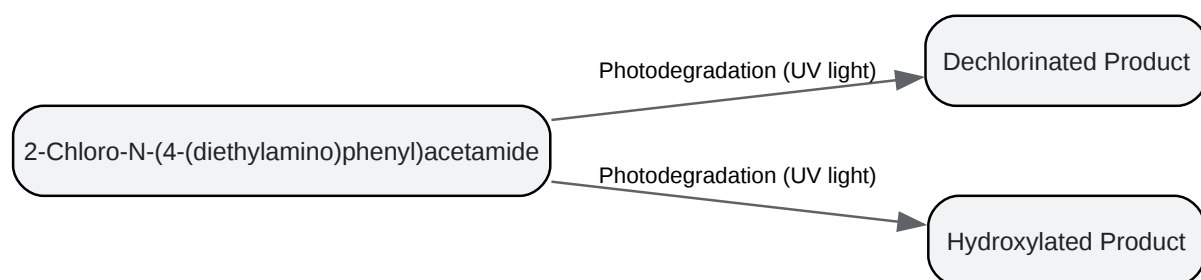 Photodegradation (UV light)
Dechlorinated Product
2-Chloro-N-(4-(diethylamino)phenyl)acetamide
Photodegradation (UV light)
Hydroxylated Product